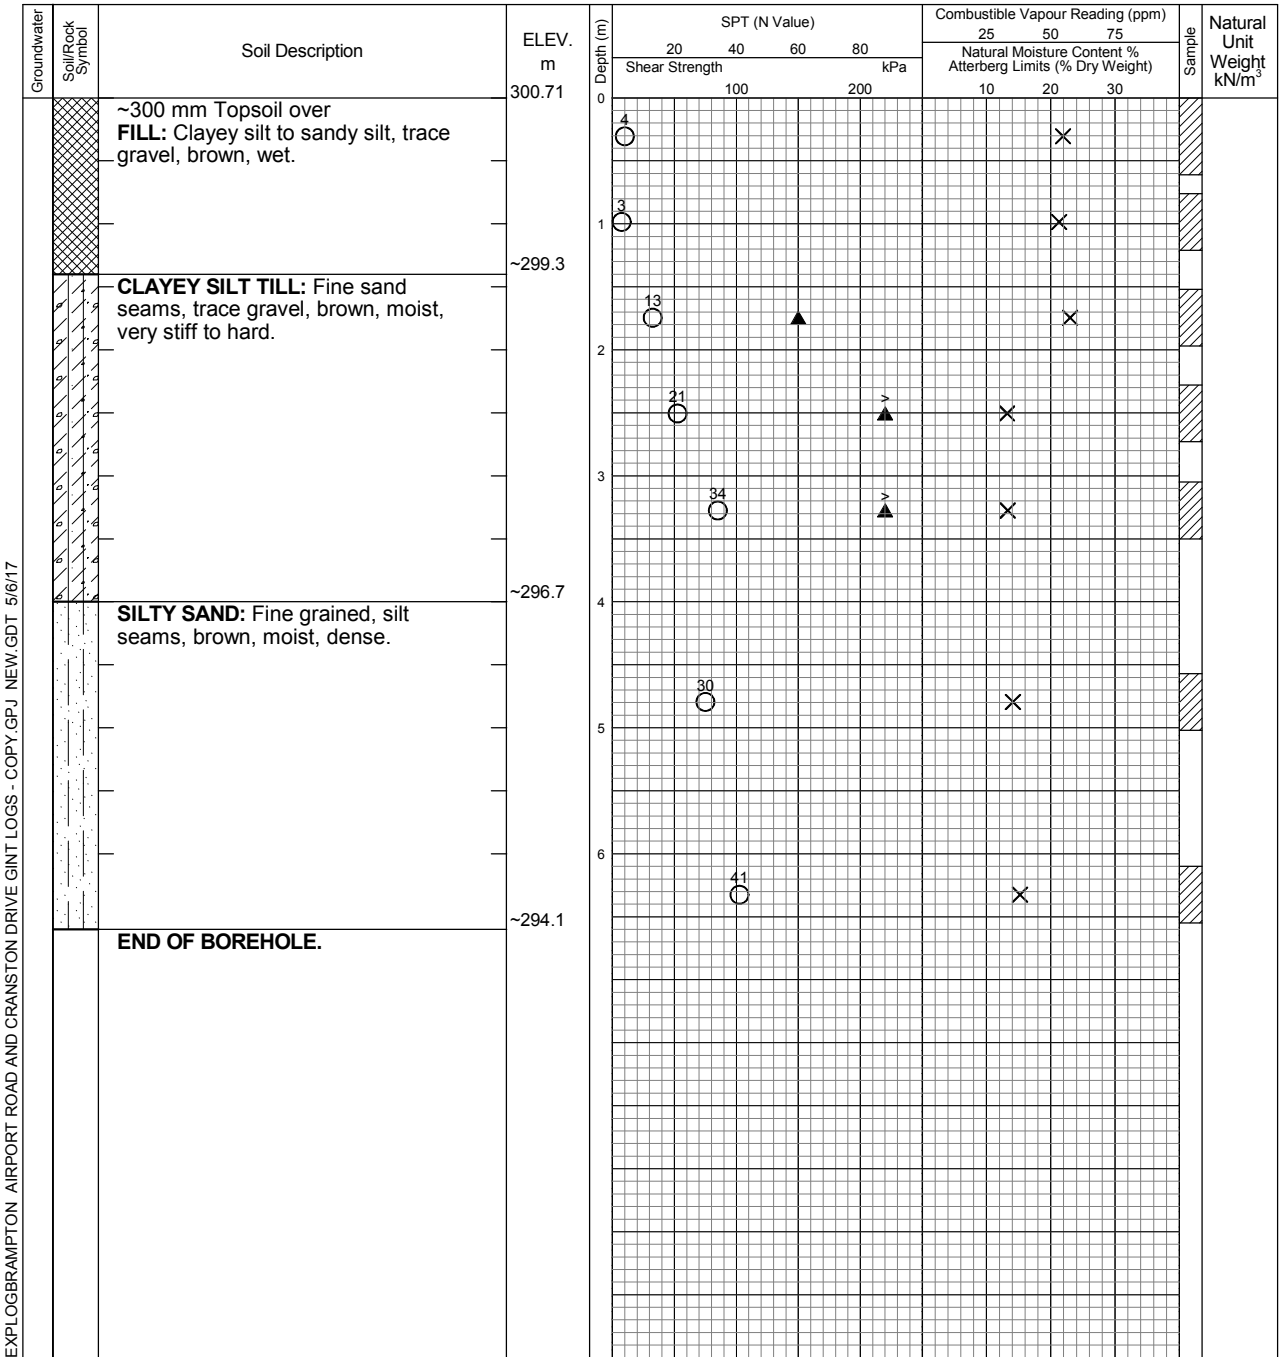 Groundwater
Soil/Rock
Symbol
Soil Description
ELEV.
m
Depth (m)
SPT (N Value)
20 40 60 80
Shear Strength kPa
100 200
Combustible Vapour Reading (ppm)
25 50 75
Natural Moisture Content %
Atterberg Limits (% Dry Weight)
10 20 30
Sample
Natural
Unit
Weight
kN/m³
300.71
0
~300 mm Topsoil over
FILL: Clayey silt to sandy silt, trace
gravel, brown, wet.
4
3
1
~299.3
CLAYEY SILT TILL: Fine sand
seams, trace gravel, brown, moist,
very stiff to hard.
13
2
21
>
3
34
>
~296.7
4
SILTY SAND: Fine grained, silt
seams, brown, moist, dense.
30
5
6
41
~294.1
END OF BOREHOLE.
EXPLOGBRAMPTON AIRPORT ROAD AND CRANSTON DRIVE GINT LOGS - COPY.GPJ NEW.GDT 5/6/17